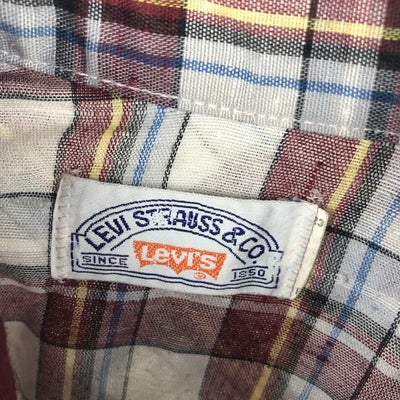 LEVI STRAUSS & CO.
SINCE Levi's ® 1850